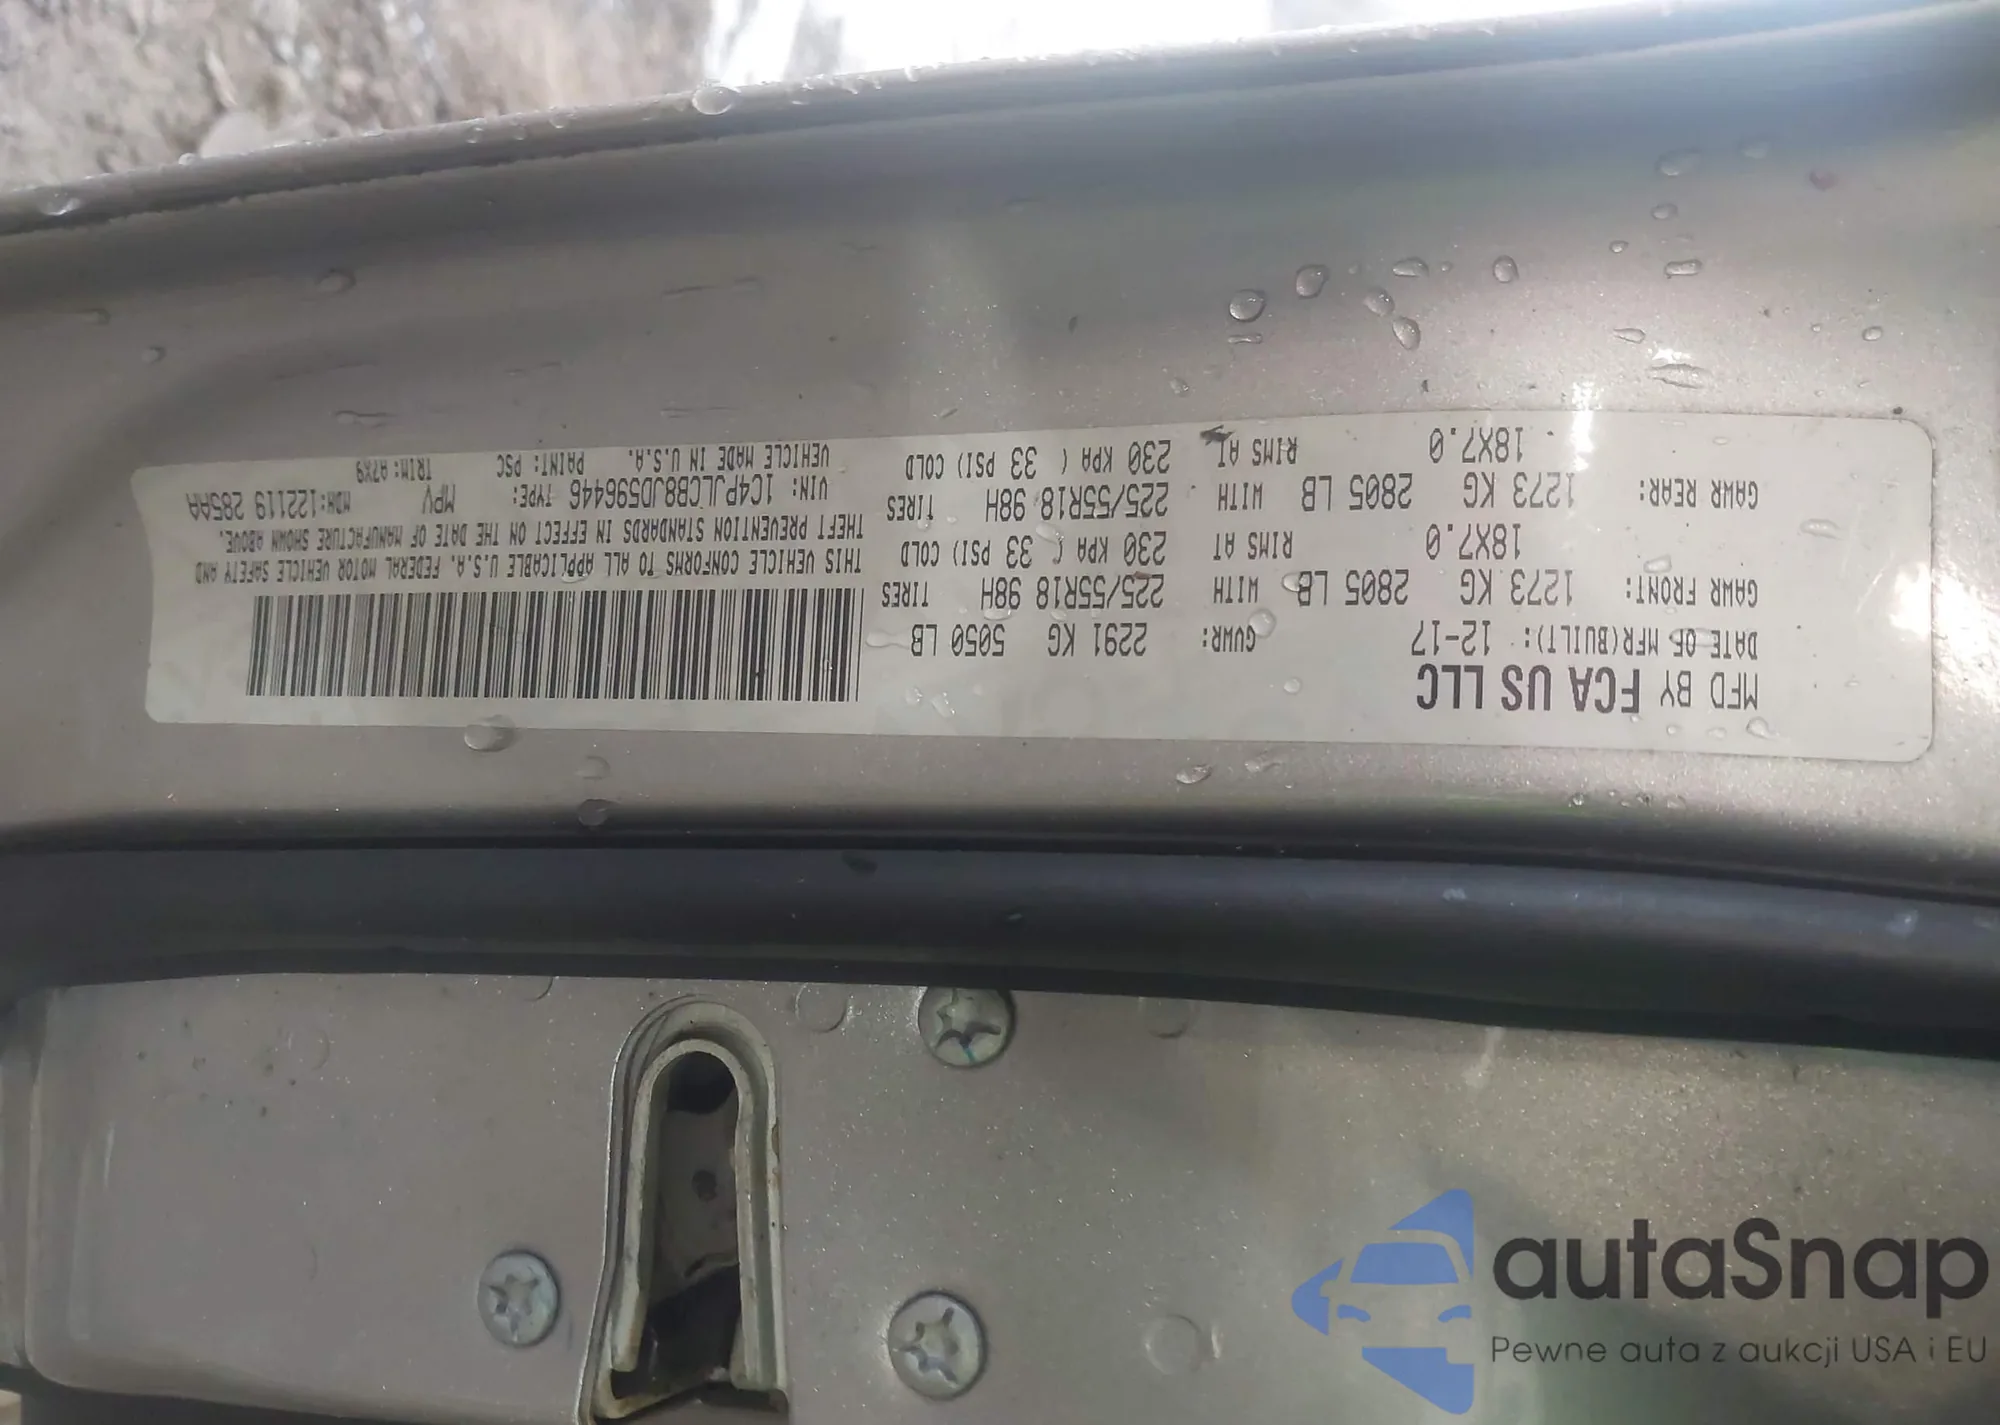 MFD BY FCA US LLC
DATE OF MFR(BUILT): 12-17 GVWR: 2291 KG 5050 LB
GAWR FRONT: 1273 KG 2805 LB WITH 225/55R18 98H TIRES
18X7.0 RIMS AT 230 KPA ( 33 PSI) COLD
GAWR REAR: 1273 KG 2805 LB WITH 225/55R18 98H TIRES
18X7.0 RIMS AT 230 KPA ( 33 PSI) COLD
THIS VEHICLE CONFORMS TO ALL APPLICABLE U.S.A. FEDERAL MOTOR VEHICLE SAFETY AND
THEFT PREVENTION STANDARDS IN EFFECT ON THE DATE OF MANUFACTURE SHOWN ABOVE.
VIN: 1C4PJLCB8JD596446 TYPE: MPV MDH:122119 285AA
VEHICLE MADE IN U.S.A. PAINT: PSC TRIM: A7X9
autaSnap
Pewne auta z aukcji USA i EU